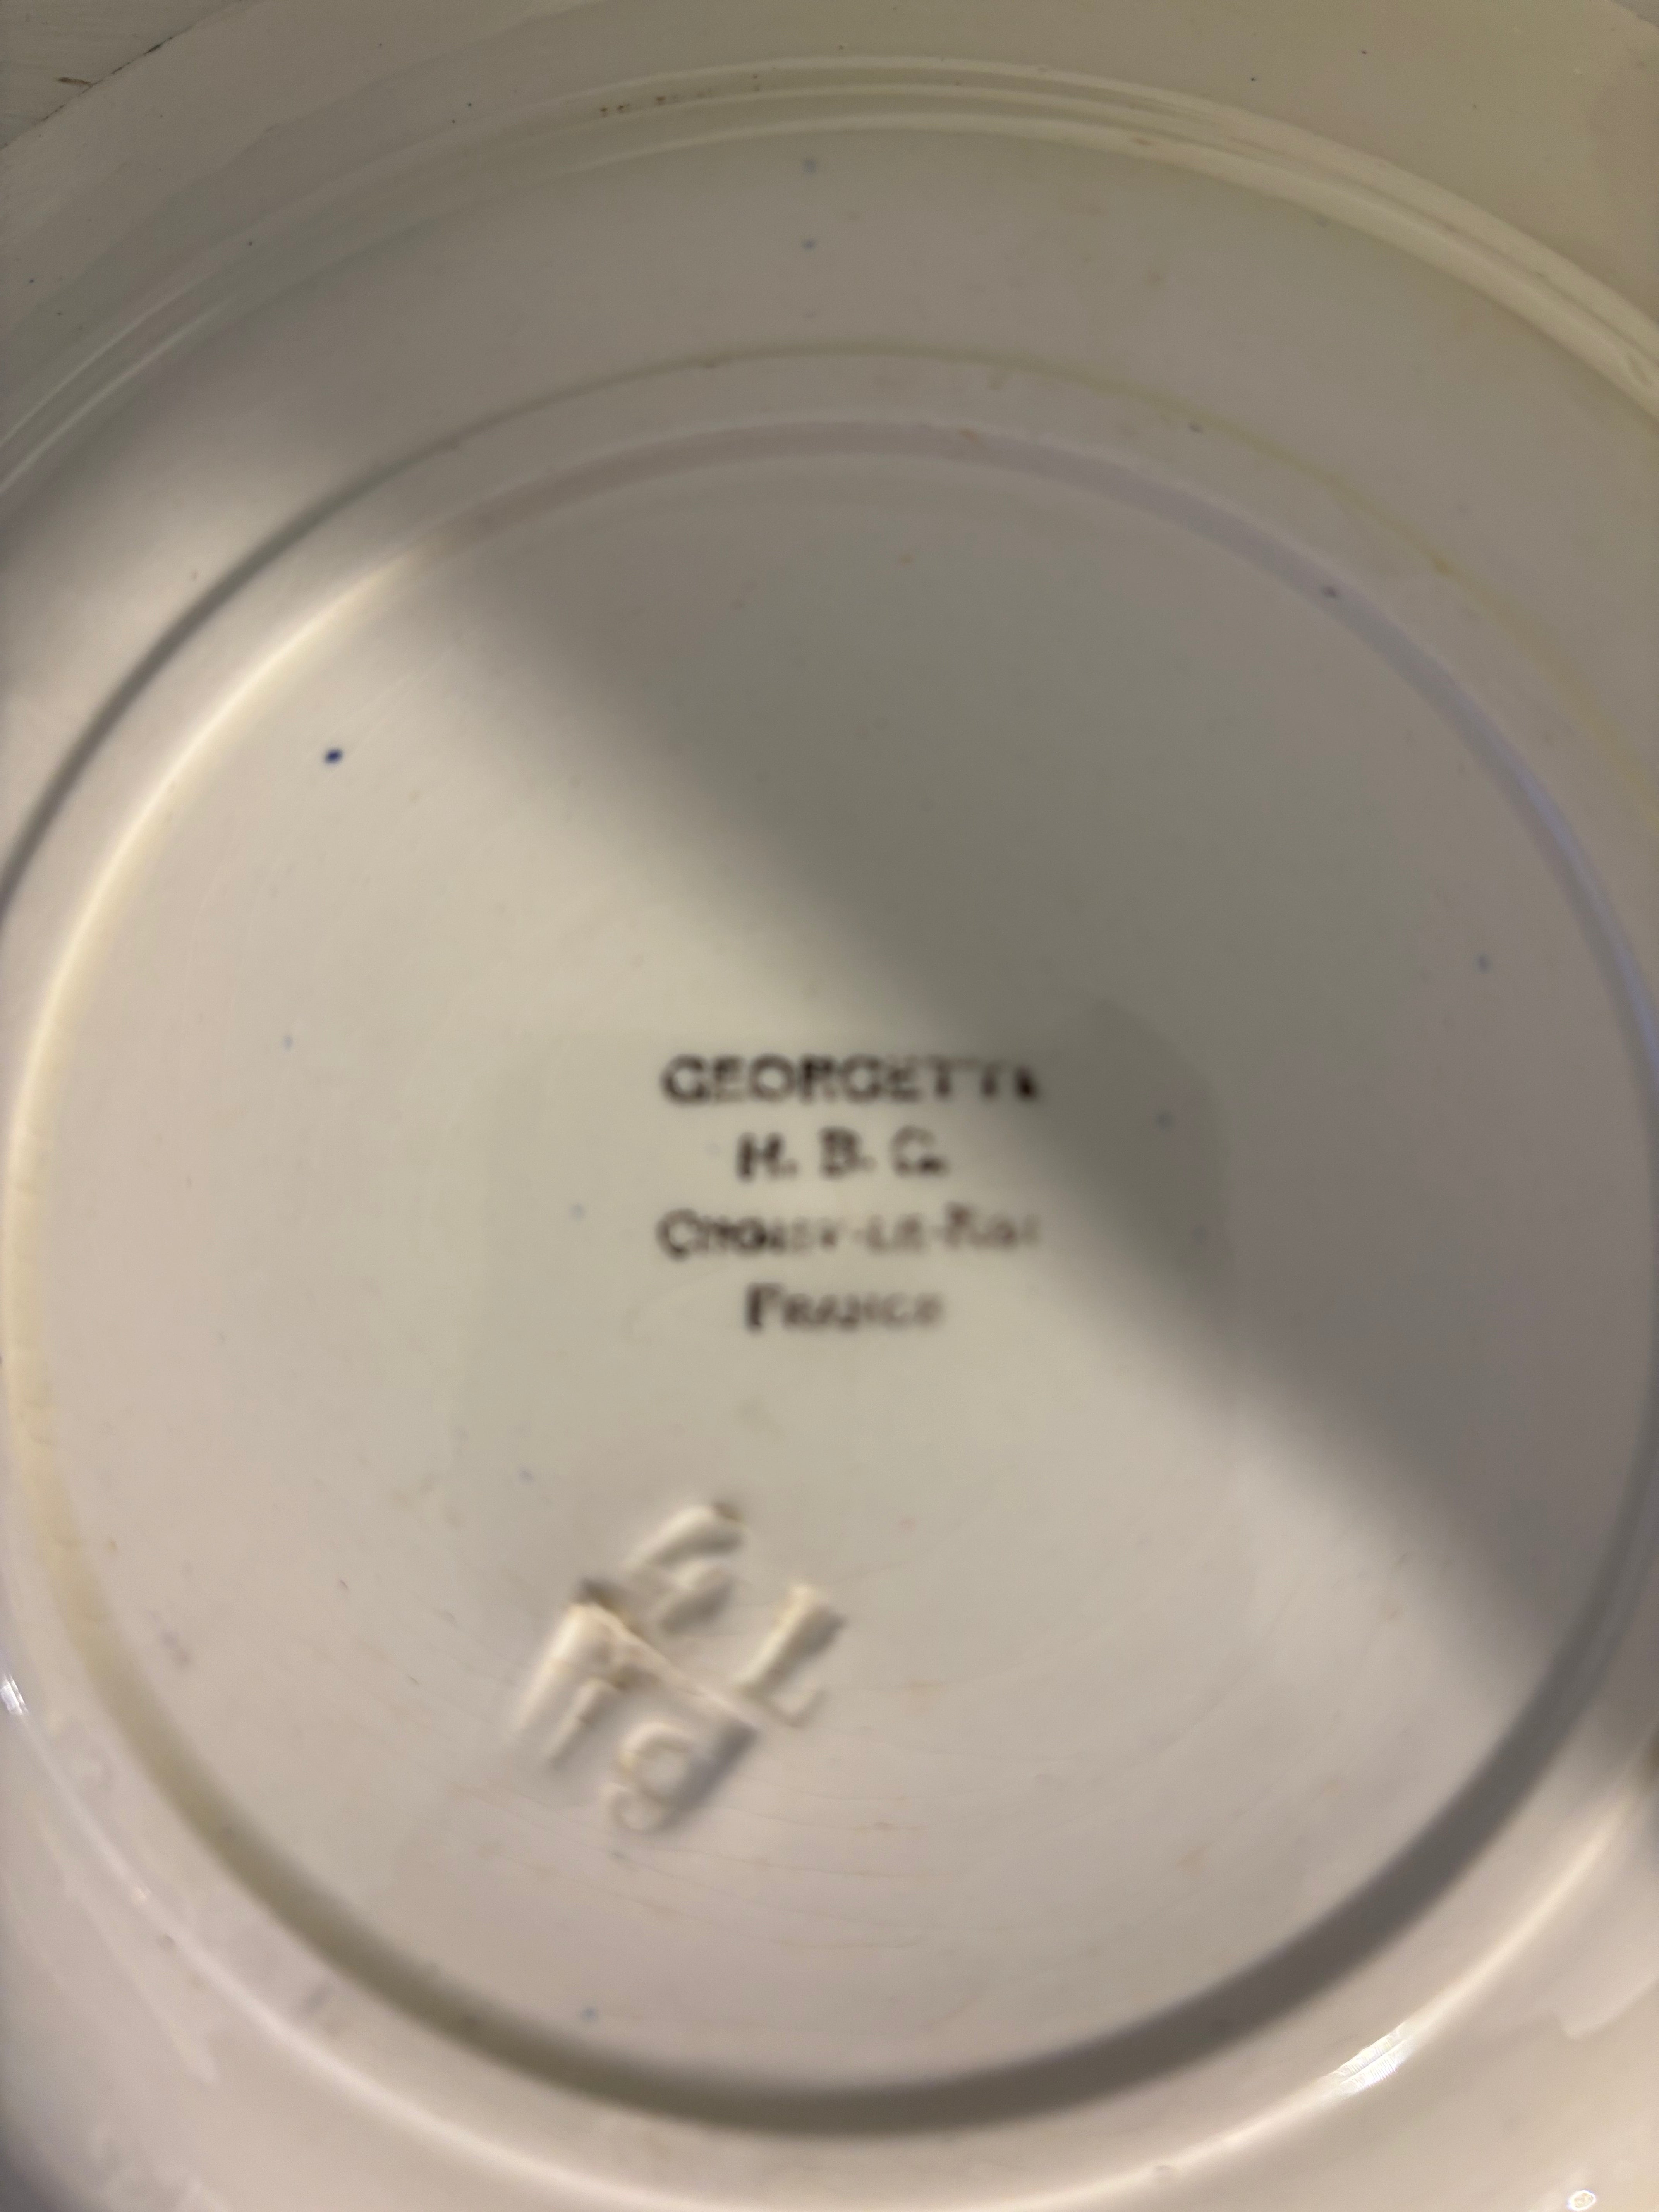 GEORGETTE
H. B. C.
CHOISY-LE-ROI
FRANCE